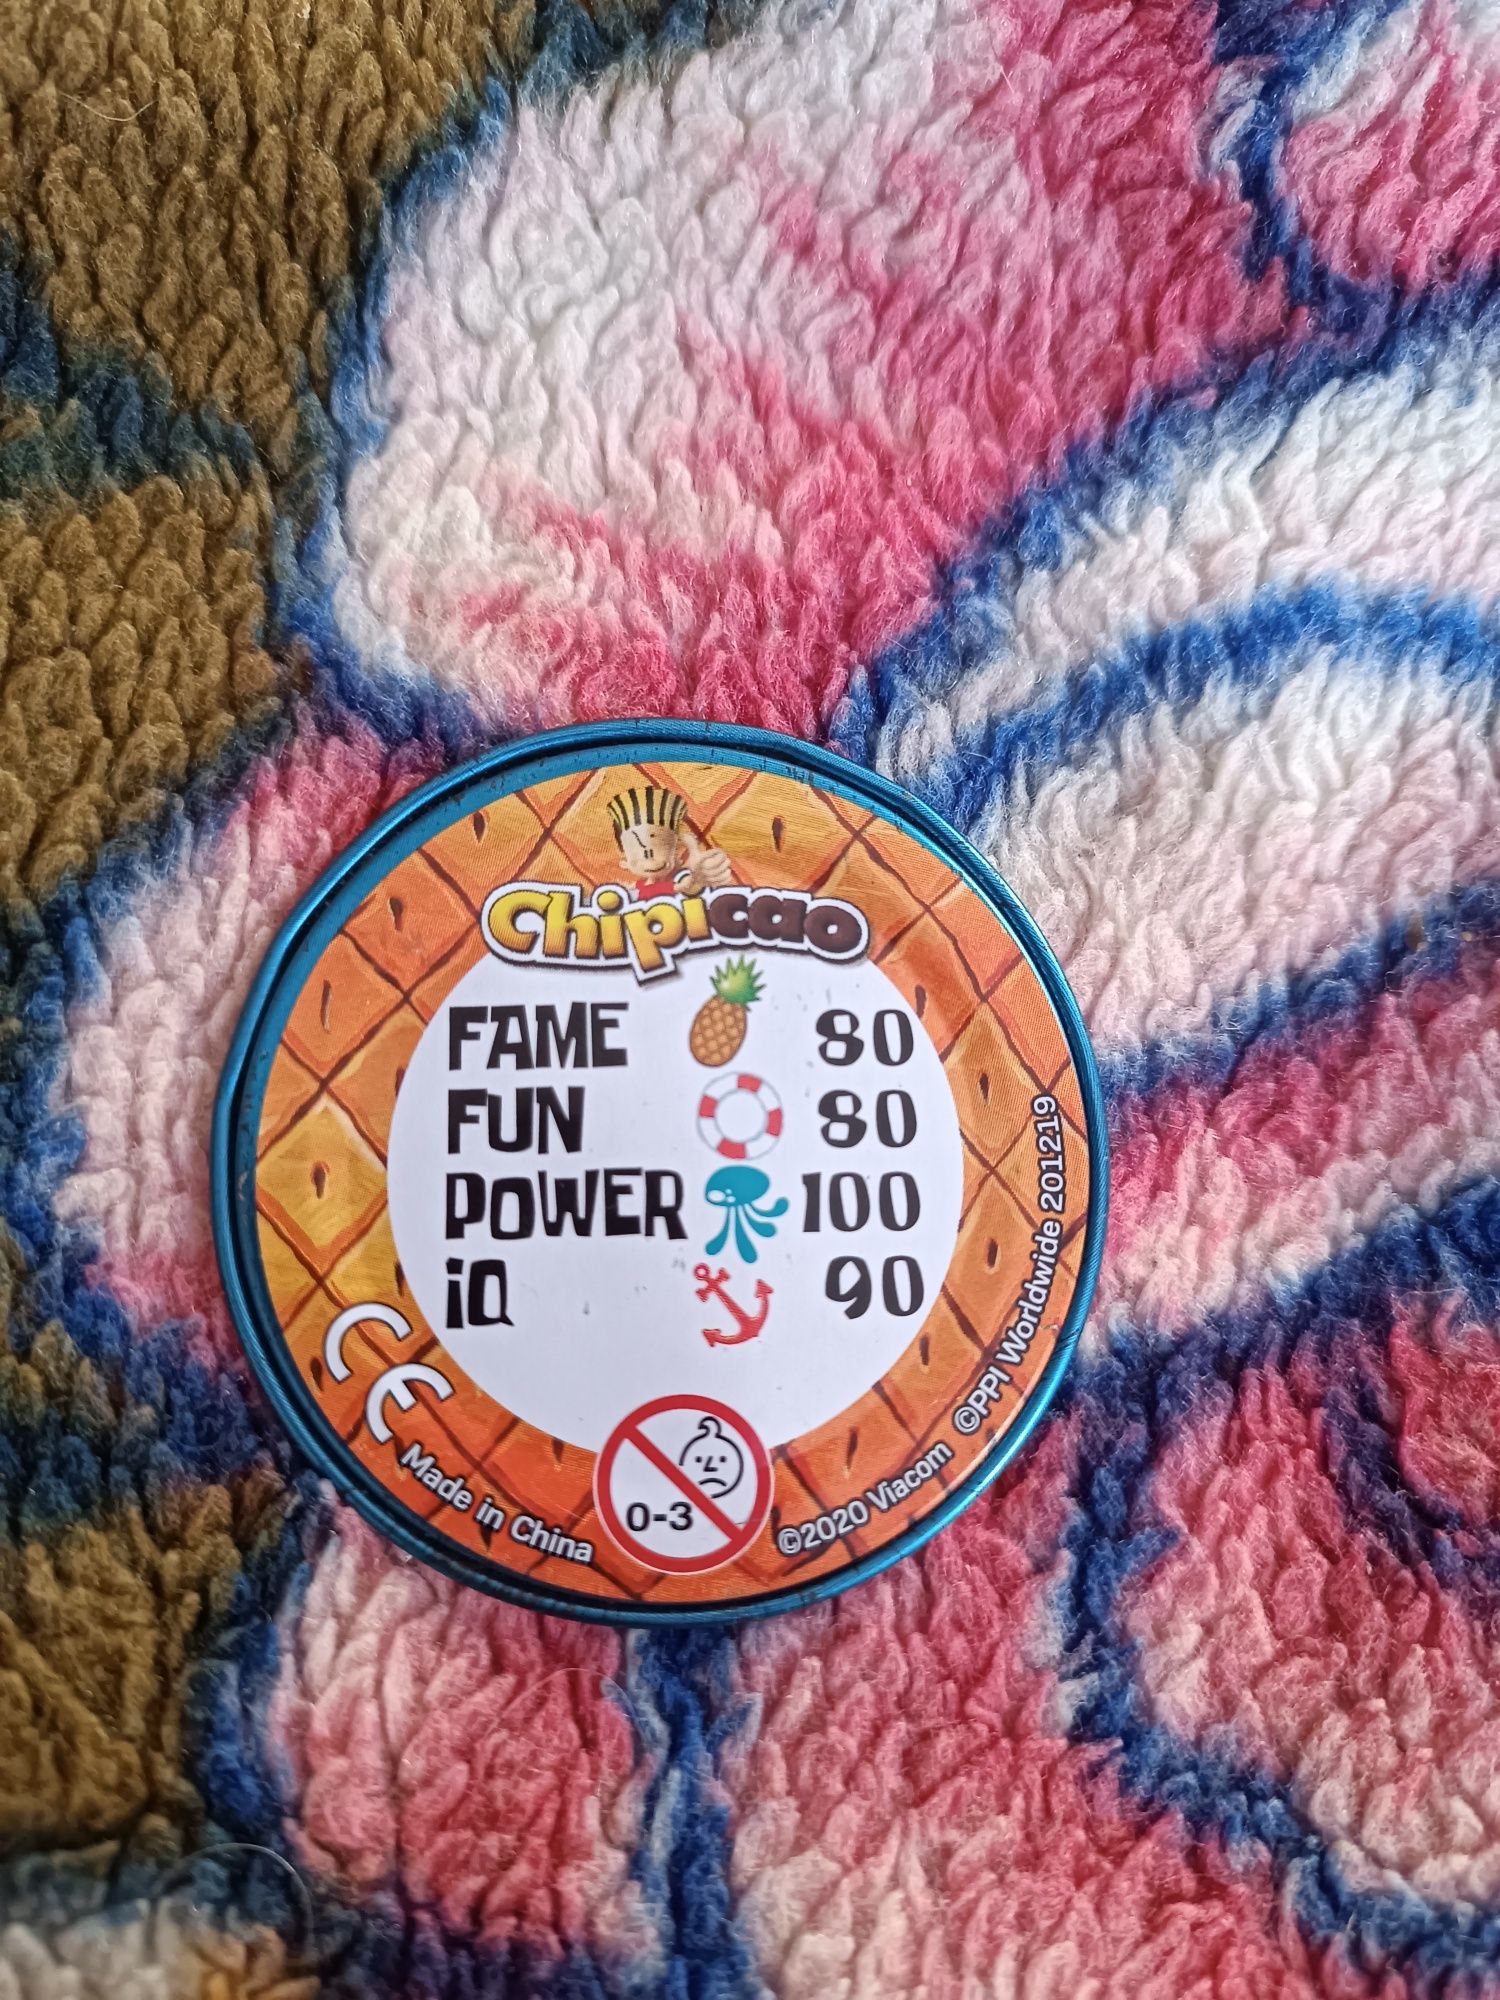 Chipicao
FAME 80
FUN 80
POWER 100
iQ 90
CE
Made in China
0-3
©2020 Viacom ©PPI Worldwide 201219